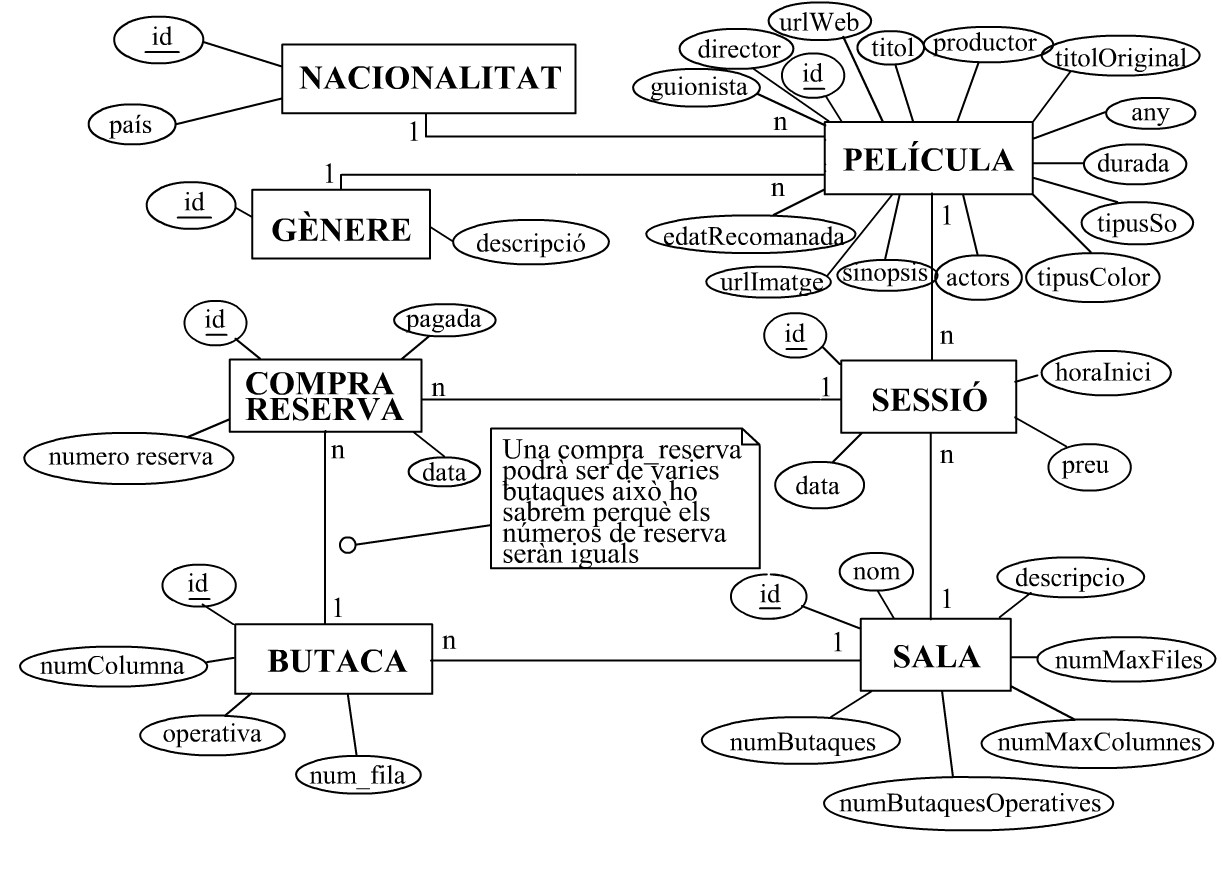 id
NACIONALITAT
país
1
n
urlWeb
director
titol
productor
titolOriginal
id
guionista
any
PELÍCULA
durada
tipusSo
tipusColor
actors
sinopsis
urlImatge
edatRecomanada
n
1
1
id
GÈNERE
descripció
id
pagada
COMPRA
RESERVA
n
1
numero reserva
data
n
n
id
horaInici
SESSIÓ
preu
data
n
Una compra_reserva
podrà ser de varies
butaques això ho
sabrem perquè els
números de reserva
seràn iguals
id
1
numColumna
BUTACA
n
1
operativa
num_fila
id
nom
1
descripcio
SALA
numMaxFiles
numButaques
numMaxColumnes
numButaquesOperatives